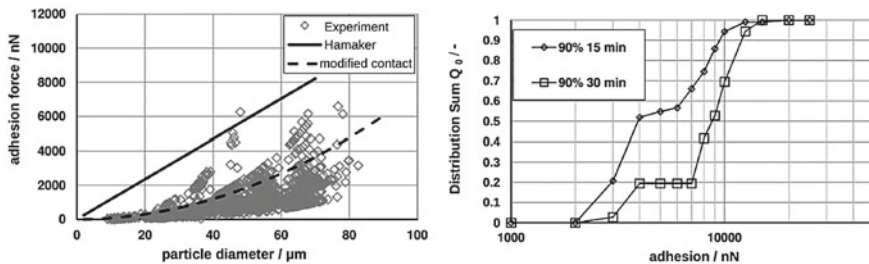 12000
10000
8000
6000
4000
2000
0
0 20 40 60 80 100
adhesion force / nN
particle diameter / µm
Experiment
Hamaker
modified contact
1
0.9
0.8
0.7
0.6
0.5
0.4
0.3
0.2
0.1
0
1000 10000
Distribution Sum Q0 / -
adhesion / nN
90% 15 min
90% 30 min